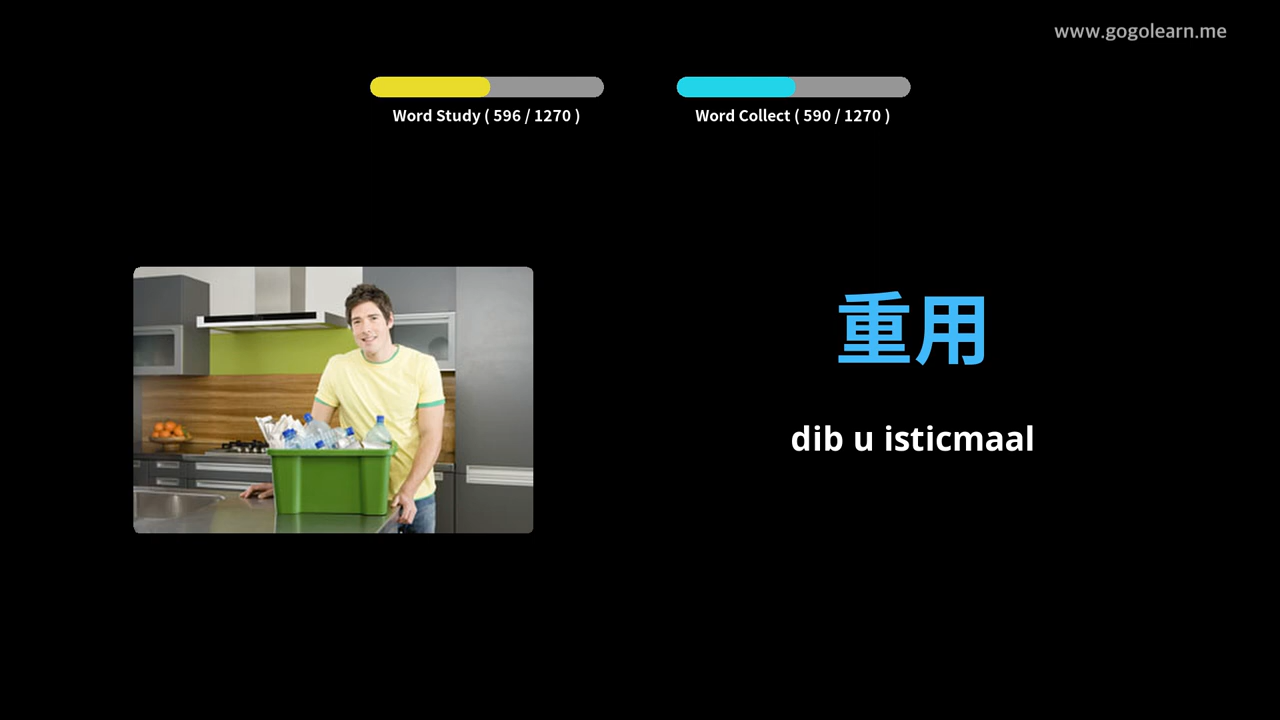 www.gogolearn.me
Word Study ( 596 / 1270 )
Word Collect ( 590 / 1270 )
重用
dib u isticmaal